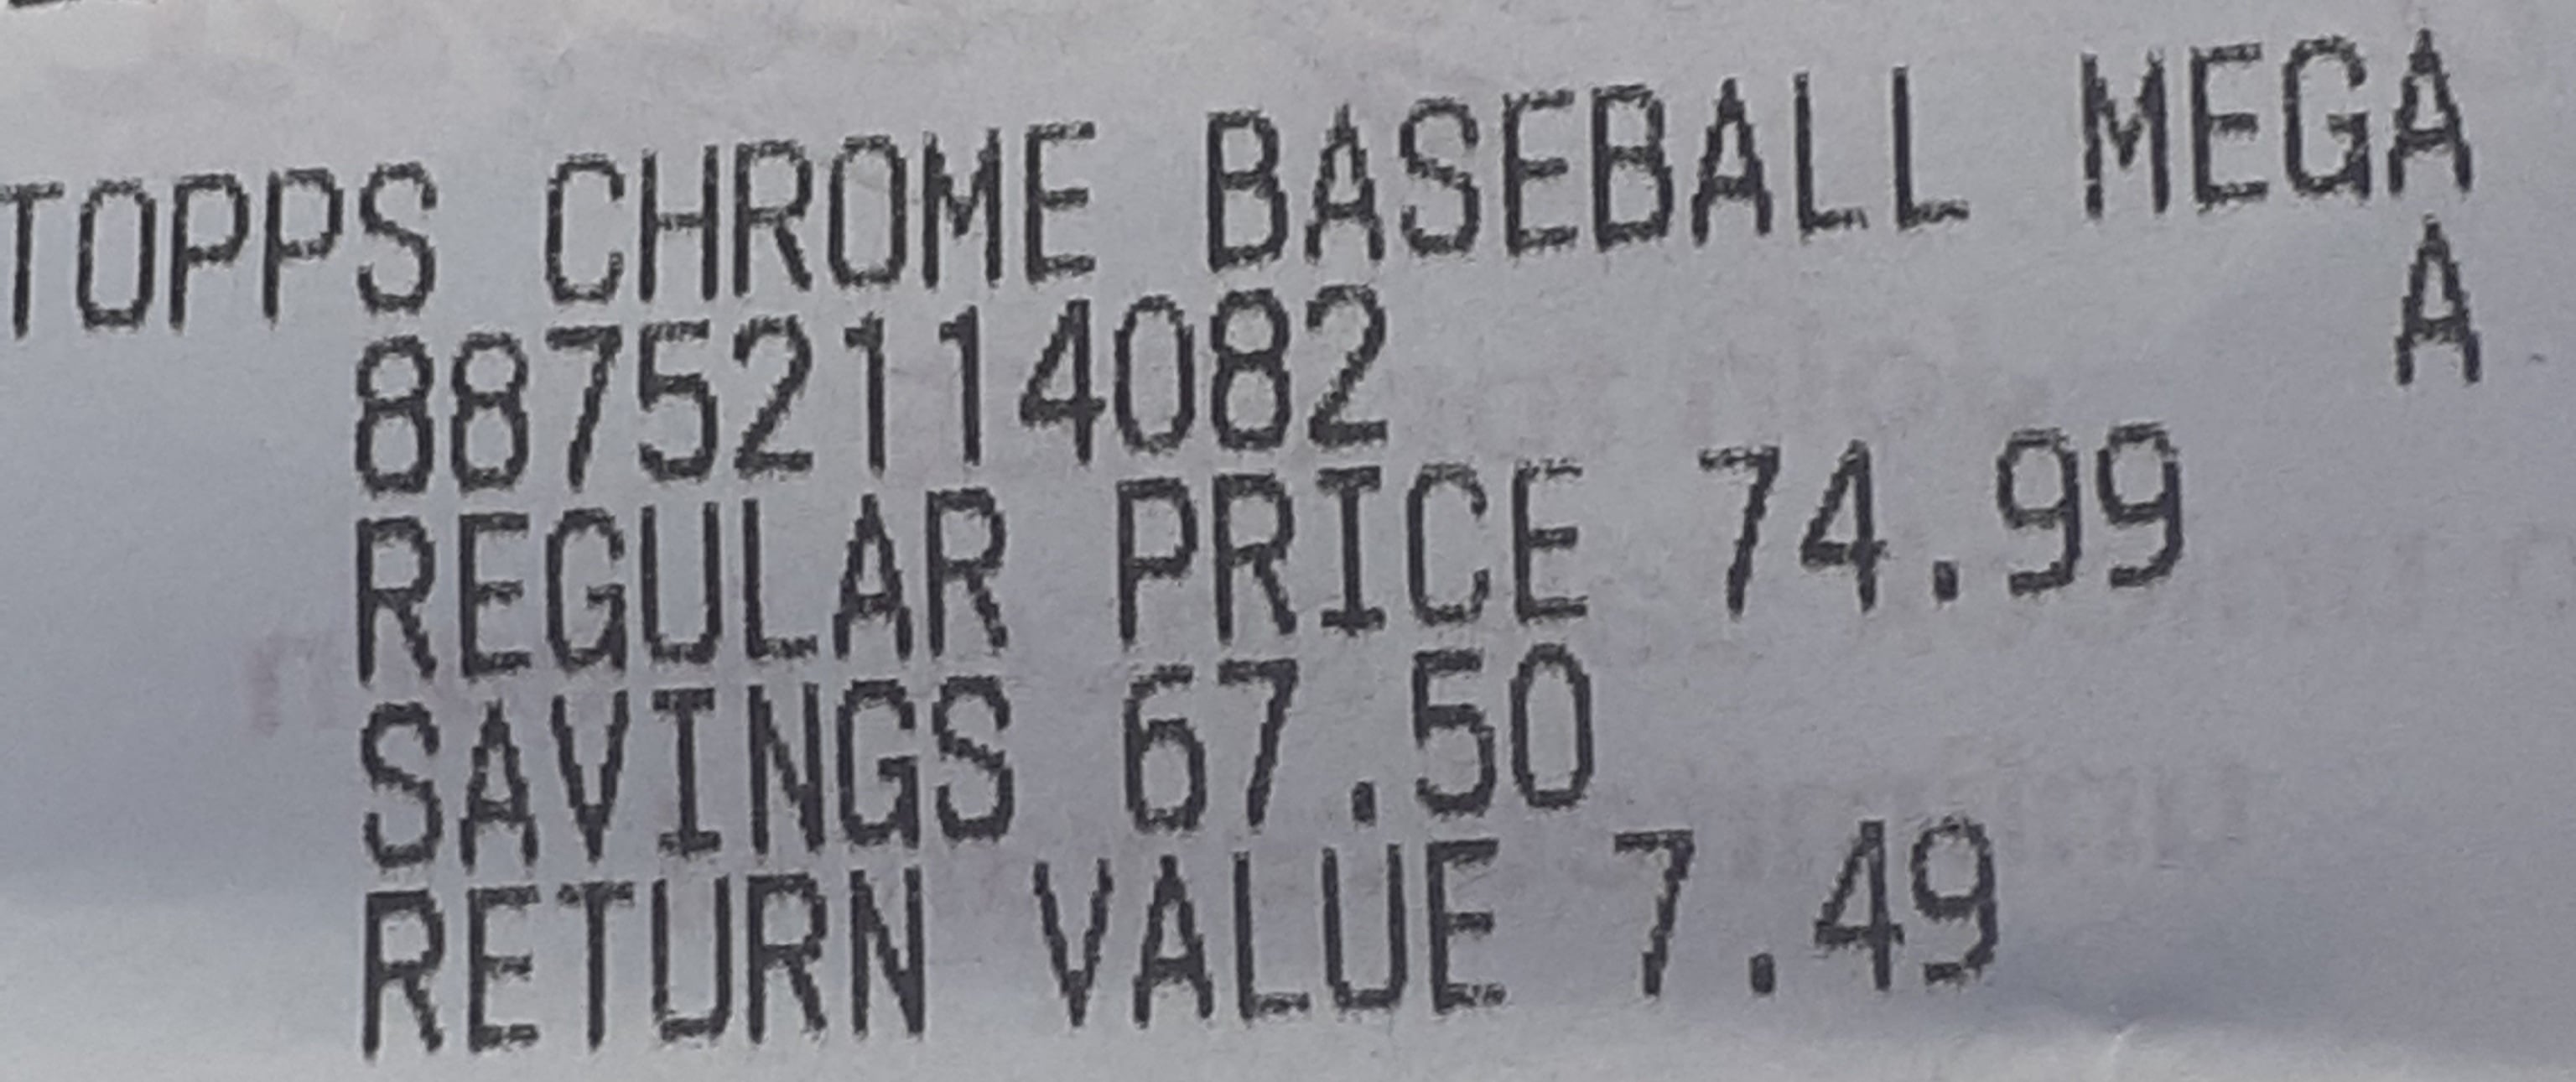 TOPPS CHROME BASEBALL MEGA
887521114082 A
REGULAR PRICE 74.99
SAVINGS 67.50
RETURN VALUE 7.49